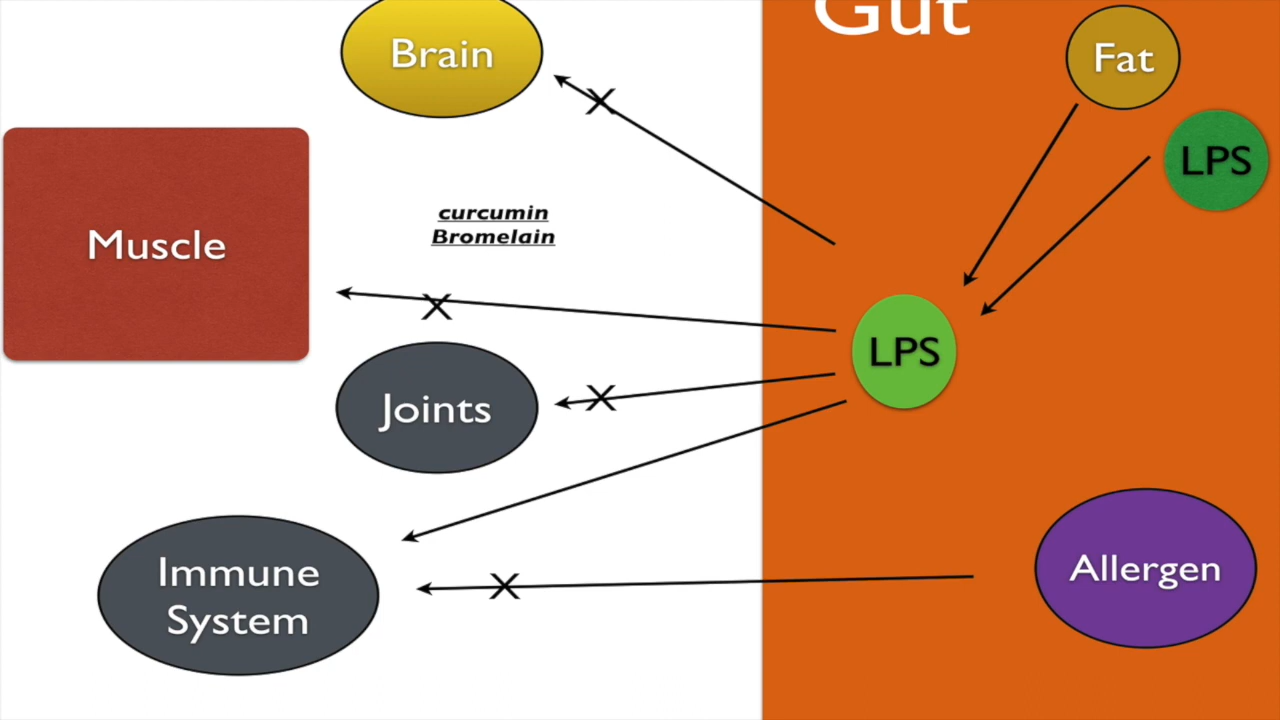 Gut
Brain
Fat
LPS
curcumin
Bromelain
Muscle
LPS
Joints
Immune
System
Allergen